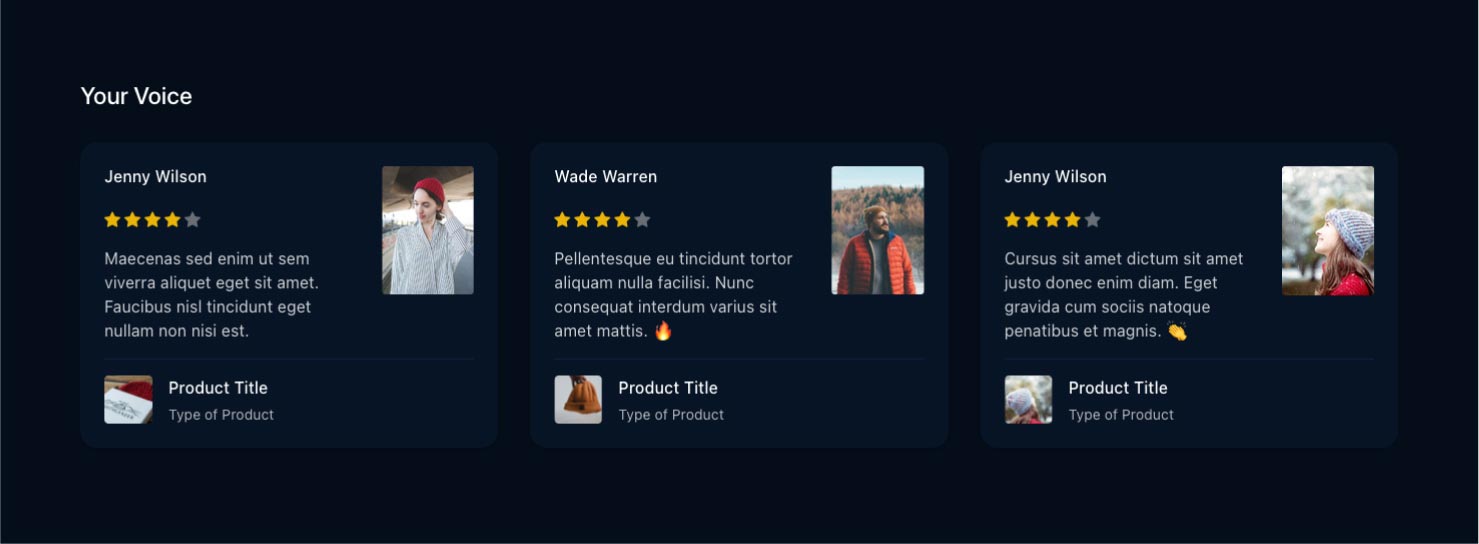 Your Voice
Jenny Wilson
Maecenas sed enim ut sem
viverra aliquet eget sit amet.
Faucibus nisl tincidunt eget
nullam non nisi est.
Product Title
Type of Product
Wade Warren
Pellentesque eu tincidunt tortor
aliquam nulla facilisi. Nunc
consequat interdum varius sit
amet mattis. 🔥
Product Title
Type of Product
Jenny Wilson
Cursus sit amet dictum sit amet
justo donec enim diam. Eget
gravida cum sociis natoque
penatibus et magnis. 👏
Product Title
Type of Product